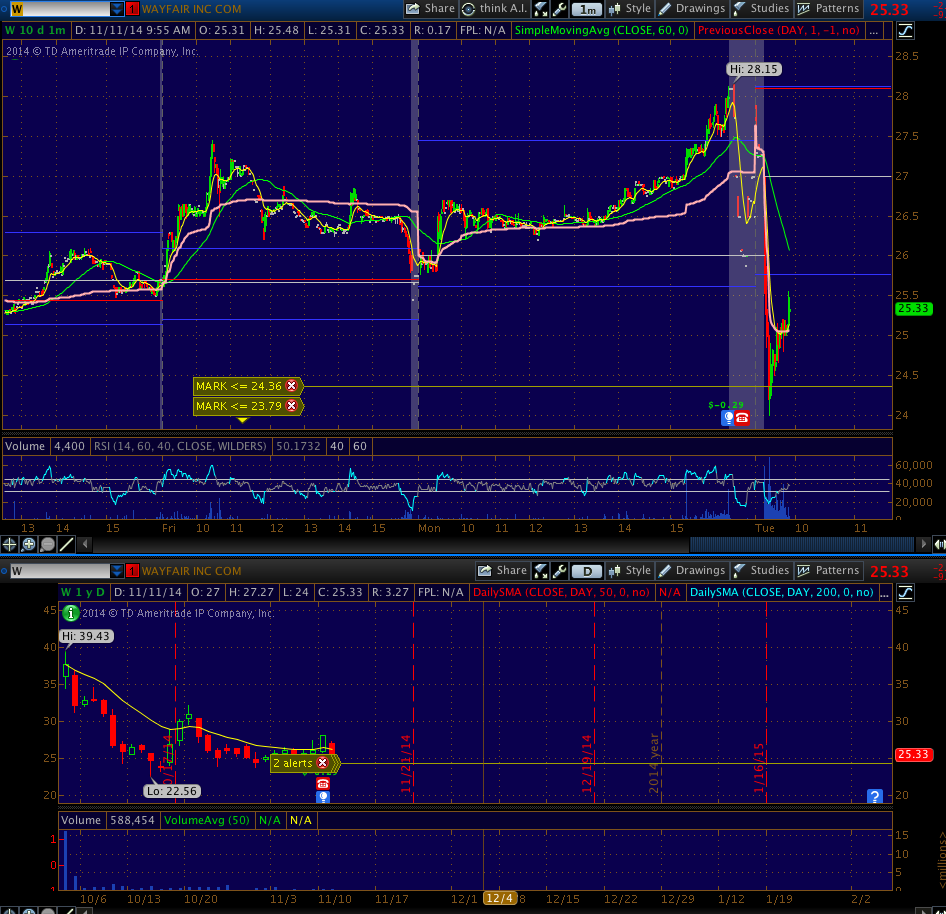 W 1 WAYFAIR INC COM Share think A.I. 1m Style Drawings Studies Patterns 25.33
W 10 d 1m D: 11/11/14 9:55 AM O: 25.31 H: 25.48 L: 25.31 C: 25.33 R: 0.17 FPL: N/A SimpleMovingAvg (CLOSE, 60, 0) PreviousClose (DAY, 1, -1, no) ...
2014 © TD Ameritrade IP Company, Inc.
28.5
Hi: 28.15
28
27.5
27
26.5
26
25.5
25.33
25
24.5
MARK <= 24.36
MARK <= 23.79
$-0.29
24
Volume 4,400 RSI (14, 60, 40, CLOSE, WILDERS) 50.1732 40 60
60,000
40,000
20,000
0
13 14 15 Fri 10 11 12 13 14 15 Mon 10 11 12 13 14 15 Tue 10 11
W 1 WAYFAIR INC COM Share D Style Drawings Studies Patterns 25.33
W 1 y D D: 11/11/14 O: 27 H: 27.27 L: 24 C: 25.33 R: 3.27 FPL: N/A DailySMA (CLOSE, DAY, 50, 0, no) N/A DailySMA (CLOSE, DAY, 200, 0, no) ...
2014 © TD Ameritrade IP Company, Inc.
45 45
Hi: 39.43
40 40
35 35
30 30
25 25.33
2 alerts
Lo: 22.56
20 20
11/21/14
12/19/14
2014 year
1/16/15
?
Volume 588,454 VolumeAvg (50) N/A N/A
1 15
10
0 5
1
<millions>
10/6 10/13 10/20 11/3 11/10 11/17 12/1 12/4 8 12/15 12/22 12/29 1/12 1/19 2/2